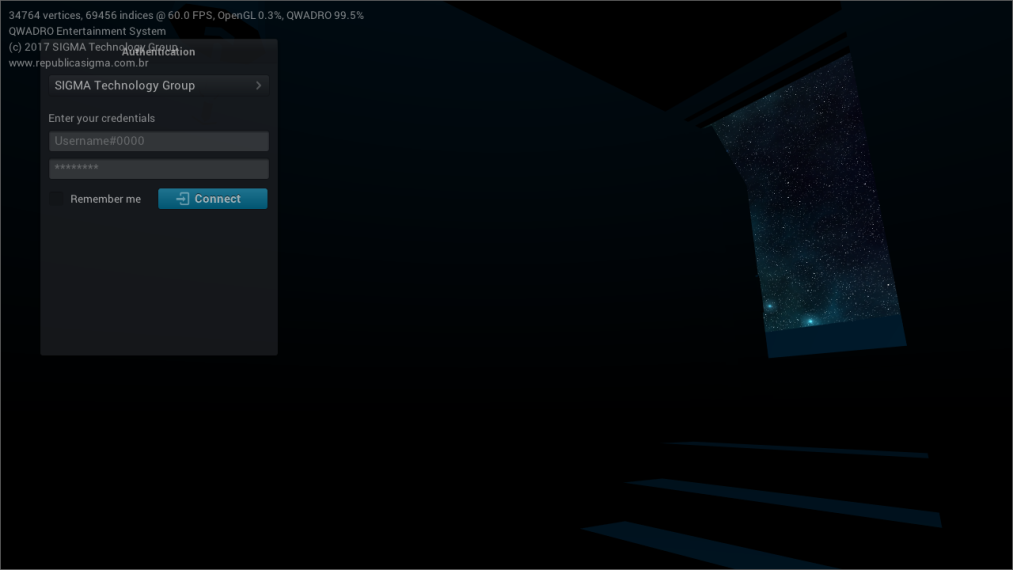 34764 vertices, 69456 indices @ 60.0 FPS, OpenGL 0.3%, QWADRO 99.5%
QWADRO Entertainment System
(c) 2017 SIGMA Technology Group
Authentication
www.republicasigma.com.br
SIGMA Technology Group
Enter your credentials
Username#0000
********
Remember me
Connect